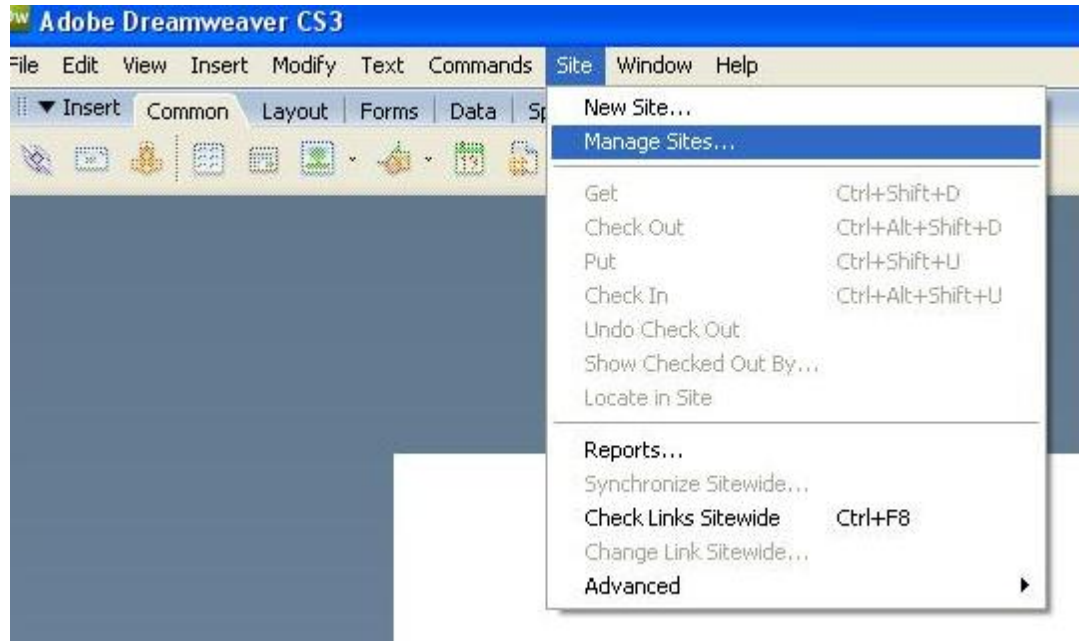 Adobe Dreamweaver CS3
File Edit View Insert Modify Text Commands Site Window Help
▼ Insert Common Layout Forms Data
New Site...
Manage Sites...
Get Ctrl+Shift+D
Check Out Ctrl+Alt+Shift+D
Put Ctrl+Shift+U
Check In Ctrl+Alt+Shift+U
Undo Check Out
Show Checked Out By...
Locate in Site
Reports...
Synchronize Sitewide...
Check Links Sitewide Ctrl+F8
Change Link Sitewide...
Advanced